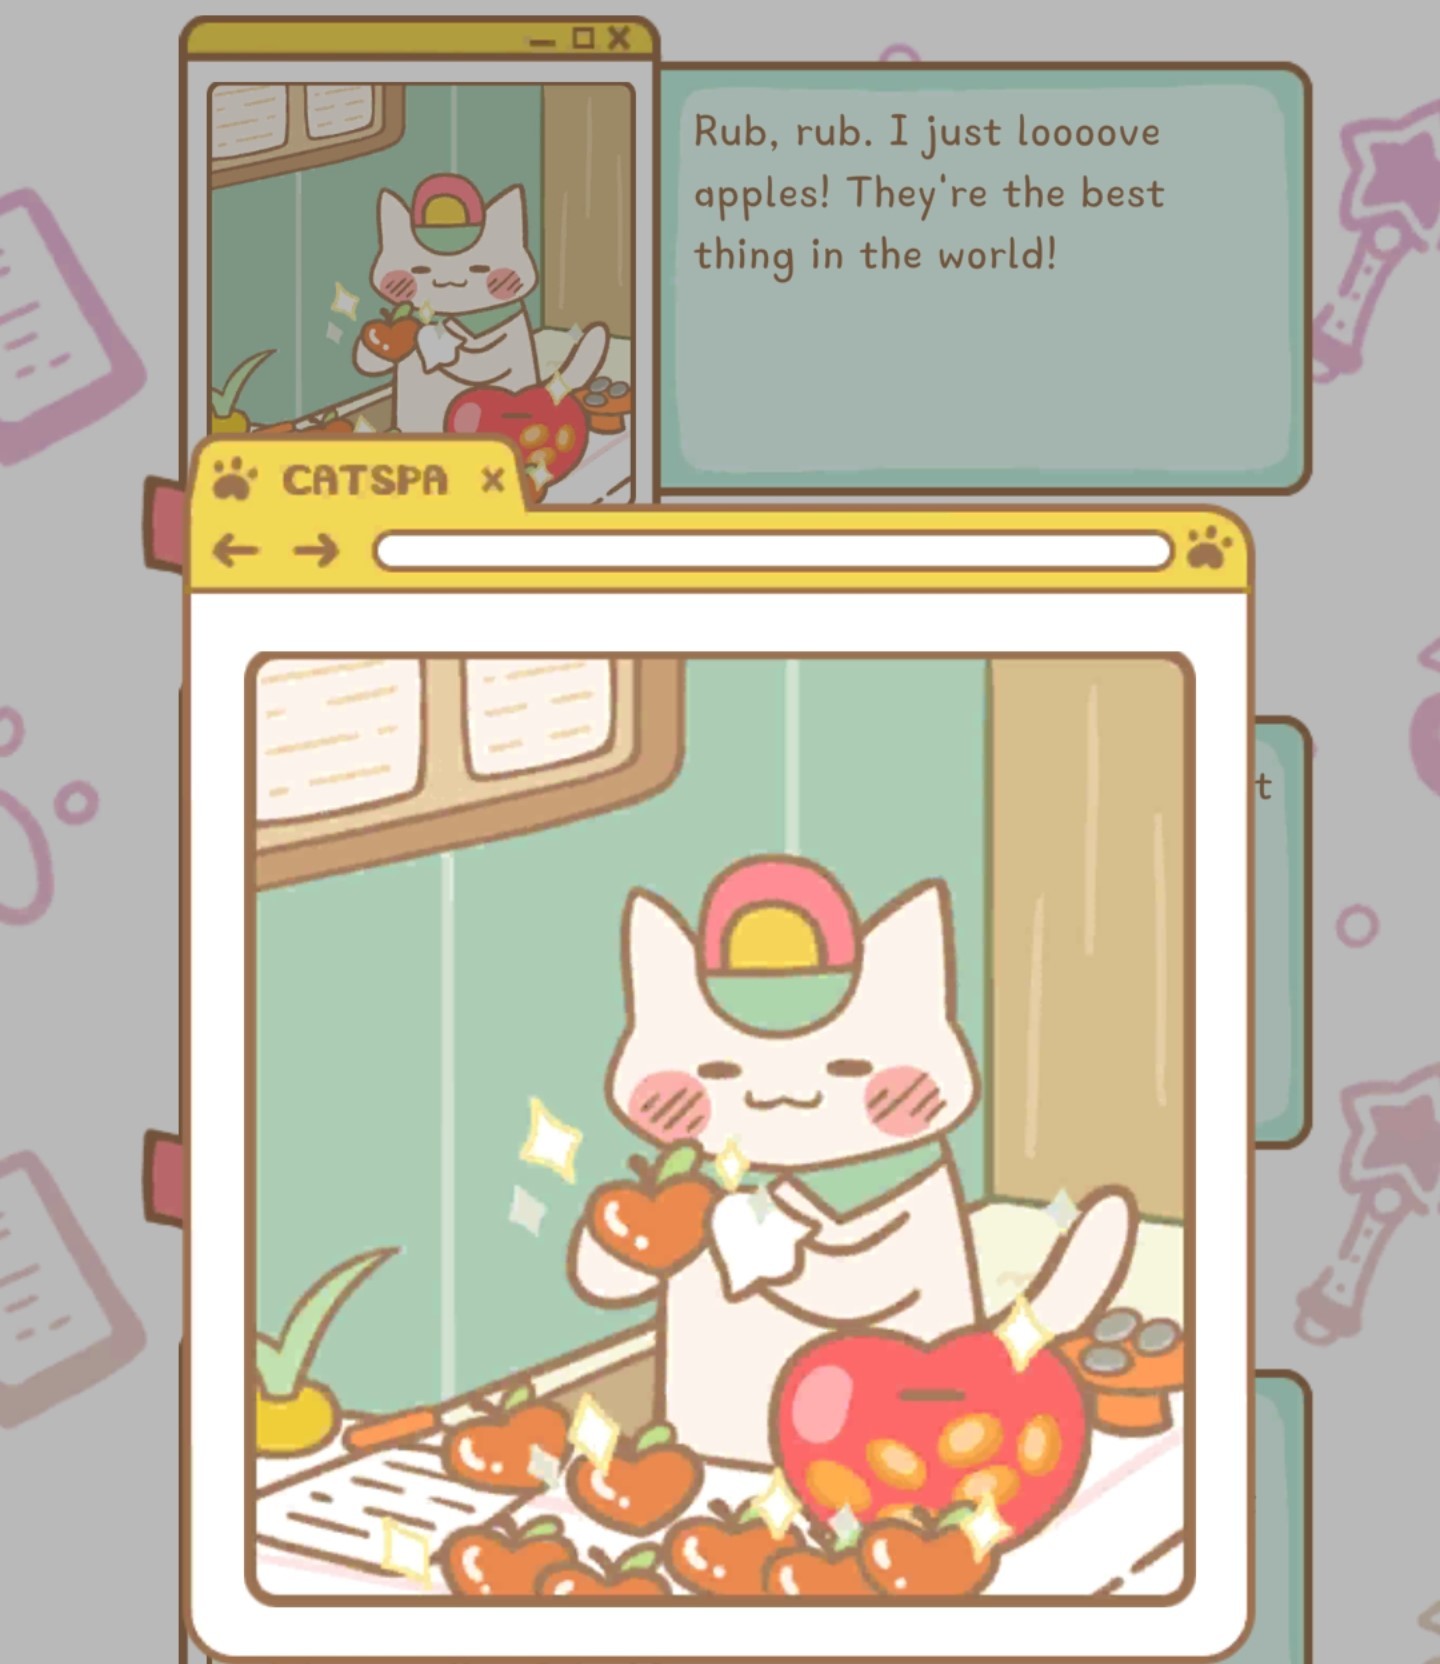 Rub, rub. I just loooove
apples! They're the best
thing in the world!
CATSPA
t